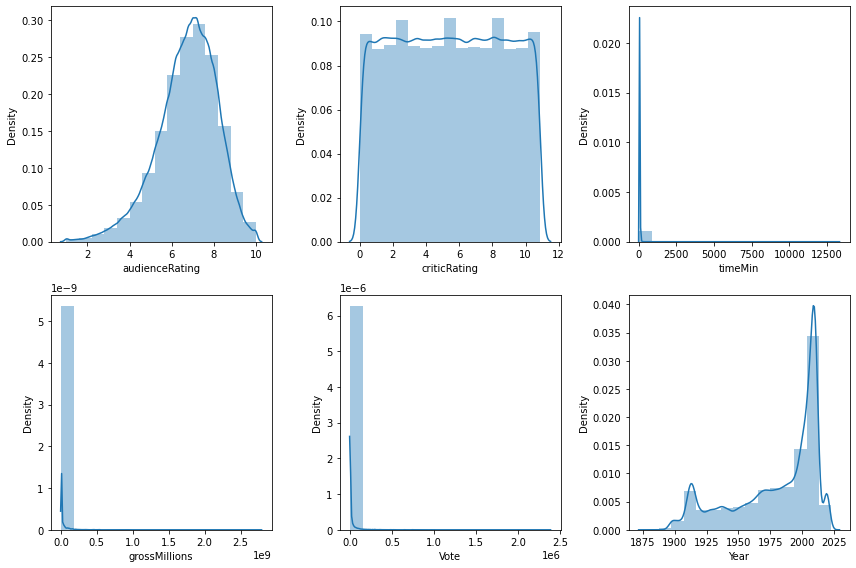 0.30
0.25
0.20
0.15
0.10
0.05
0.00
Density
2 4 6 8 10
audienceRating
0.10
0.08
0.06
0.04
0.02
0.00
Density
0 2 4 6 8 10 12
criticRating
0.020
0.015
0.010
0.005
0.000
Density
0 2500 5000 7500 10000 12500
timeMin
1e−9
5
4
3
2
1
0
Density
0.0 0.5 1.0 1.5 2.0 2.5
1e9
grossMillions
1e−6
6
5
4
3
2
1
0
Density
0.0 0.5 1.0 1.5 2.0 2.5
1e6
Vote
0.040
0.035
0.030
0.025
0.020
0.015
0.010
0.005
0.000
Density
1875 1900 1925 1975 1975 2002 2025
Year